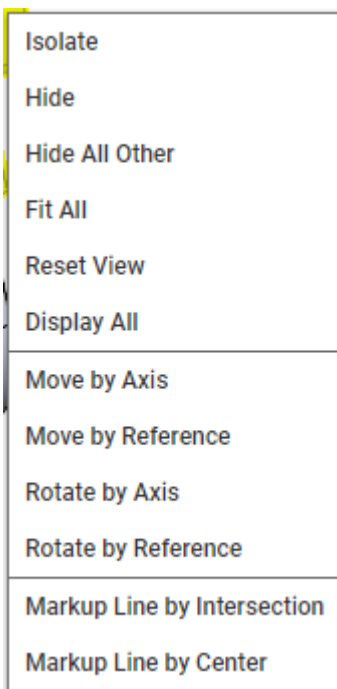 Isolate
Hide
Hide All Other
Fit All
Reset View
Display All
Move by Axis
Move by Reference
Rotate by Axis
Rotate by Reference
Markup Line by Intersection
Markup Line by Center